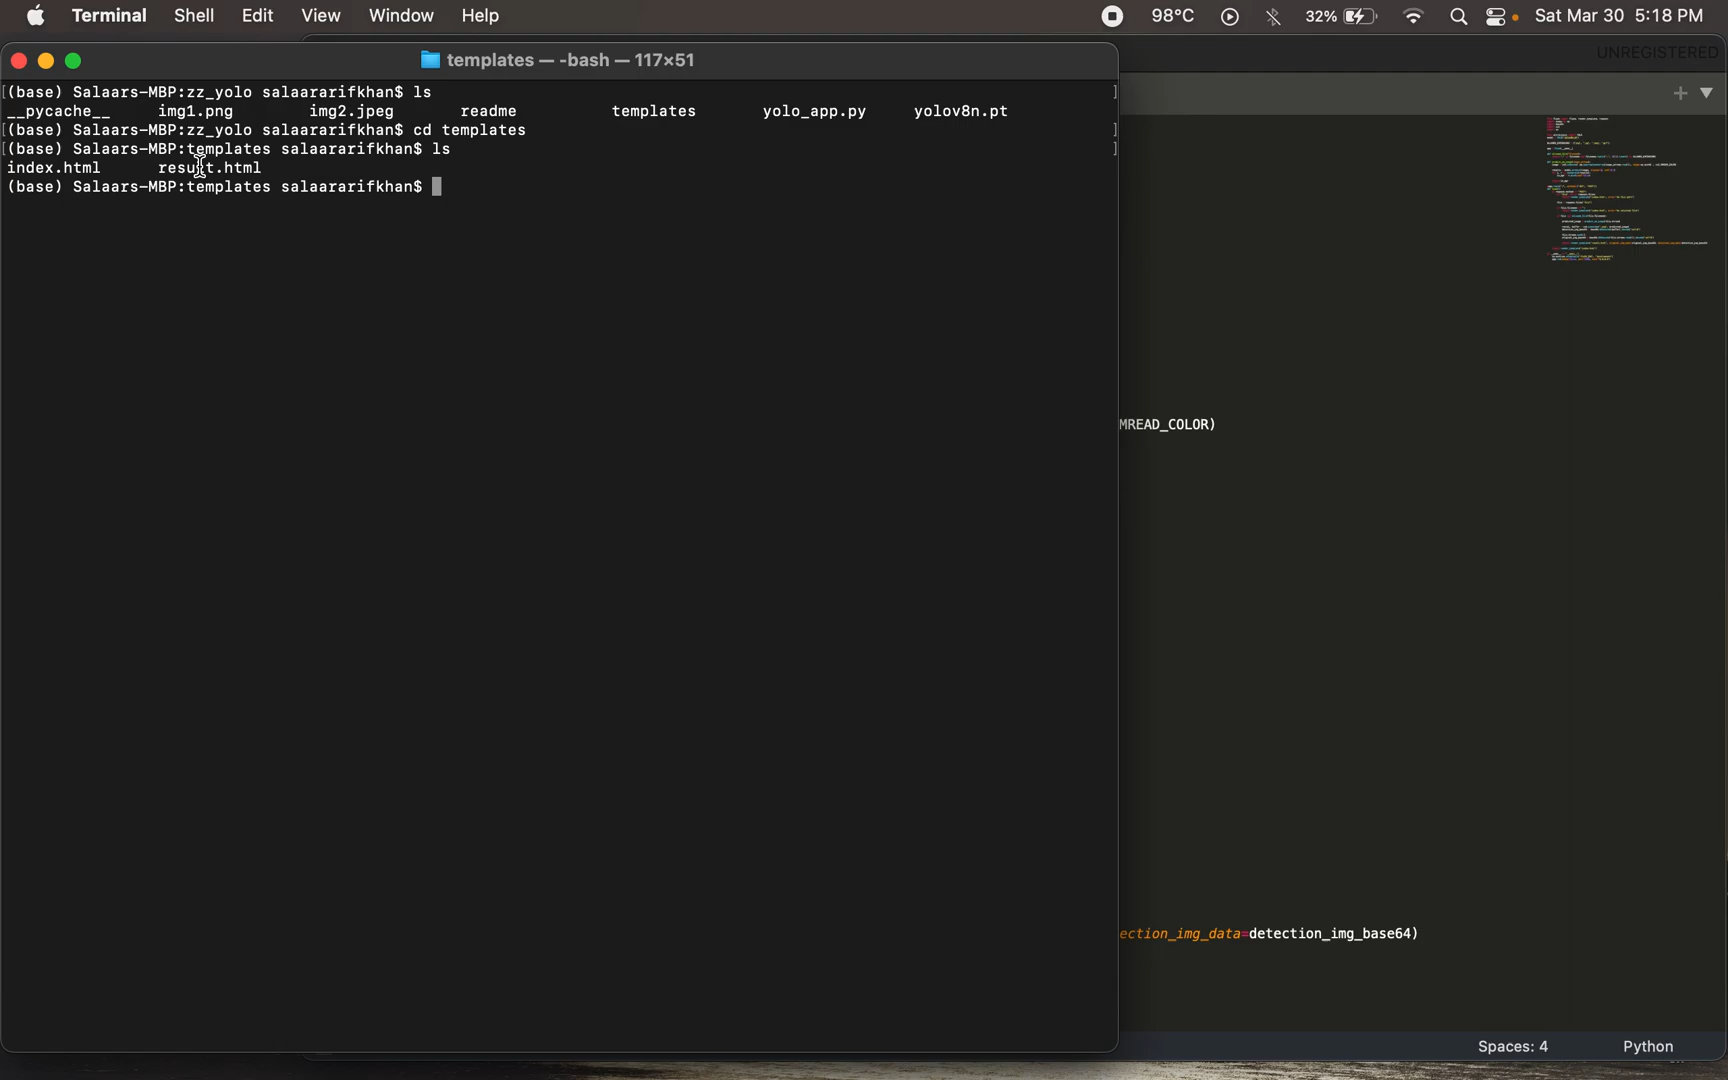 Terminal Shell Edit View Window Help 98°C 32% Sat Mar 30 5:18 PM
templates — -bash — 117×51
UNREGISTERED
[(base) Salaars-MBP:zz_yolo salaararifkhan$ ls ]
__pycache__ img1.png img2.jpeg readme templates yolo_app.py yolov8n.pt
[(base) Salaars-MBP:zz_yolo salaararifkhan$ cd templates ]
[(base) Salaars-MBP:templates salaararifkhan$ ls ]
index.html result.html
(base) Salaars-MBP:templates salaararifkhan$
MREAD_COLOR)
ection_img_data=detection_img_base64)
Spaces: 4 Python